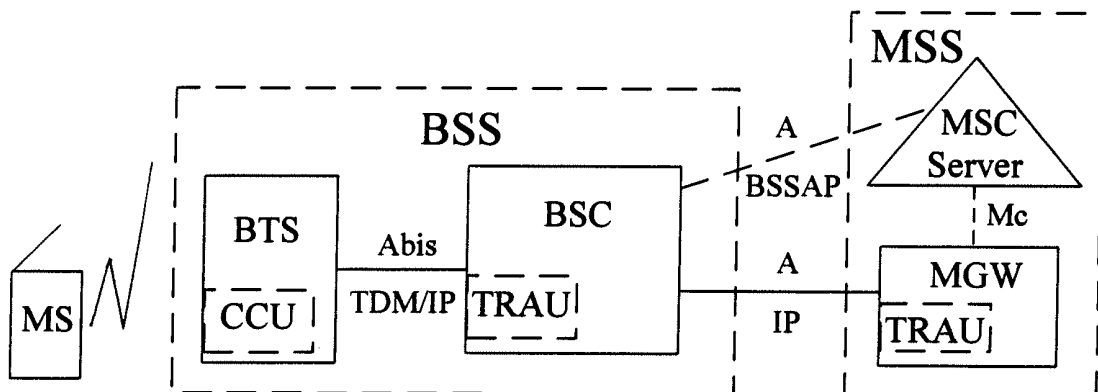 MSS
BSS
A
MSC
Server
BSSAP
BTS
BSC
Abis
Mc
A
MGW
MS
CCU
TDM/IP
TRAU
IP
TRAU